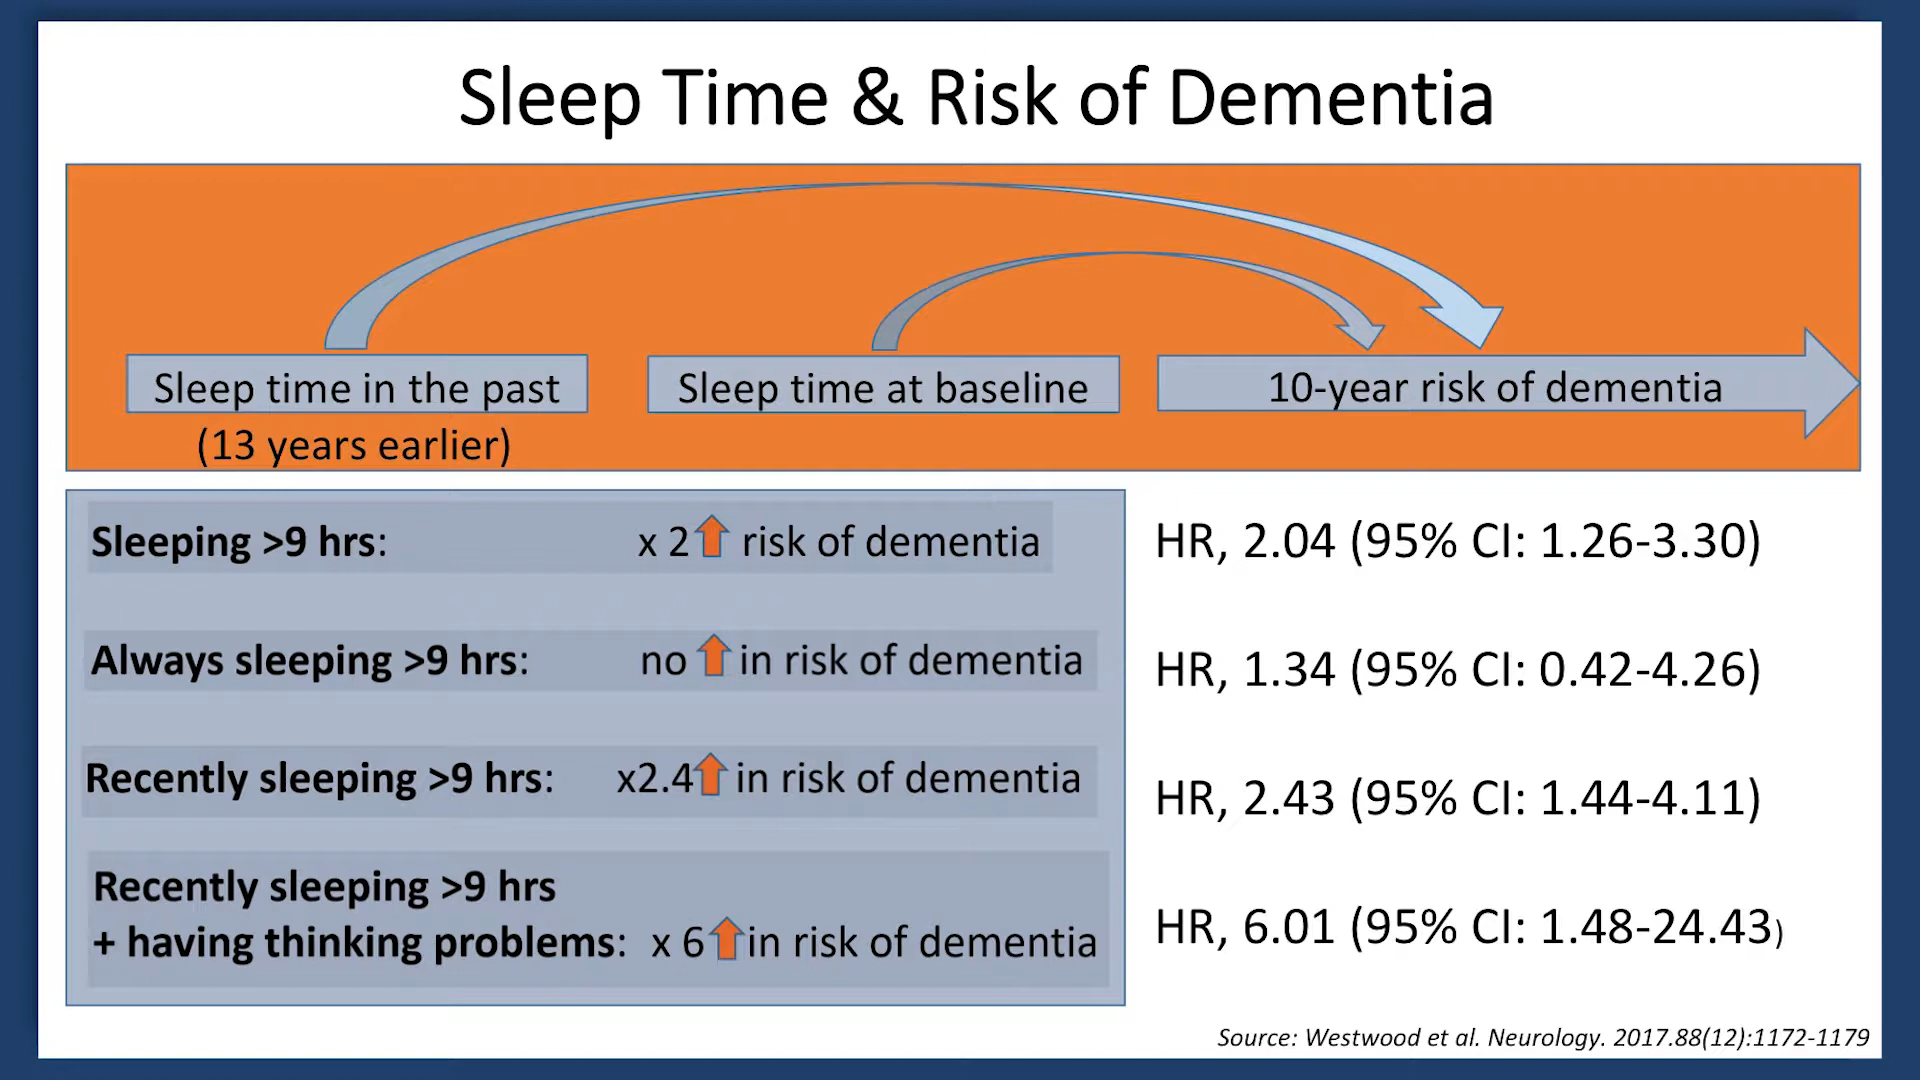 Sleep Time & Risk of Dementia
Sleep time in the past
(13 years earlier)
Sleep time at baseline
10-year risk of dementia
Sleeping >9 hrs: x 2 risk of dementia
HR, 2.04 (95% CI: 1.26-3.30)
Always sleeping >9 hrs: no in risk of dementia
HR, 1.34 (95% CI: 0.42-4.26)
Recently sleeping >9 hrs: x2.4 in risk of dementia
HR, 2.43 (95% CI: 1.44-4.11)
Recently sleeping >9 hrs
+ having thinking problems: x 6 in risk of dementia
HR, 6.01 (95% CI: 1.48-24.43)
Source: Westwood et al. Neurology. 2017.88(12):1172-1179